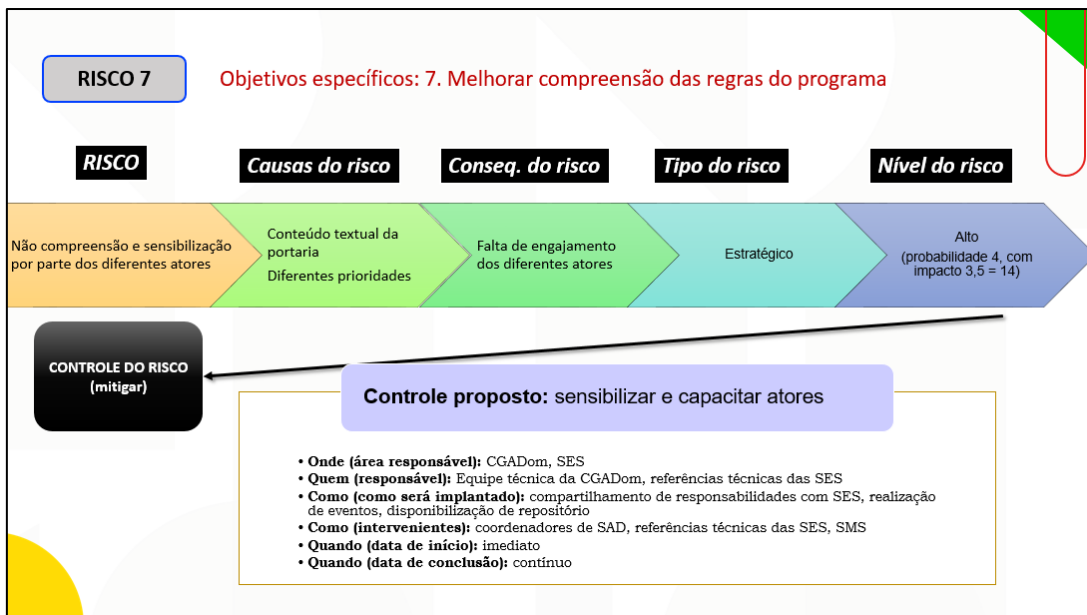 RISCO 7
Objetivos específicos: 7. Melhorar compreensão das regras do programa
RISCO
Causas do risco
Conseq. do risco
Tipo do risco
Nível do risco
Não compreensão e sensibilização
por parte dos diferentes atores
Conteúdo textual da
portaria
Diferentes prioridades
Falta de engajamento
dos diferentes atores
Estratégico
Alto
(probabilidade 4, com
impacto 3,5 = 14)
CONTROLE DO RISCO
(mitigar)
Controle proposto: sensibilizar e capacitar atores
• Onde (área responsável): CGADom, SES
• Quem (responsável): Equipe técnica da CGADom, referências técnicas das SES
• Como (como será implantado): compartilhamento de responsabilidades com SES, realização
de eventos, disponibilização de repositório
• Como (intervenientes): coordenadores de SAD, referências técnicas das SES, SMS
• Quando (data de início): imediato
• Quando (data de conclusão): contínuo